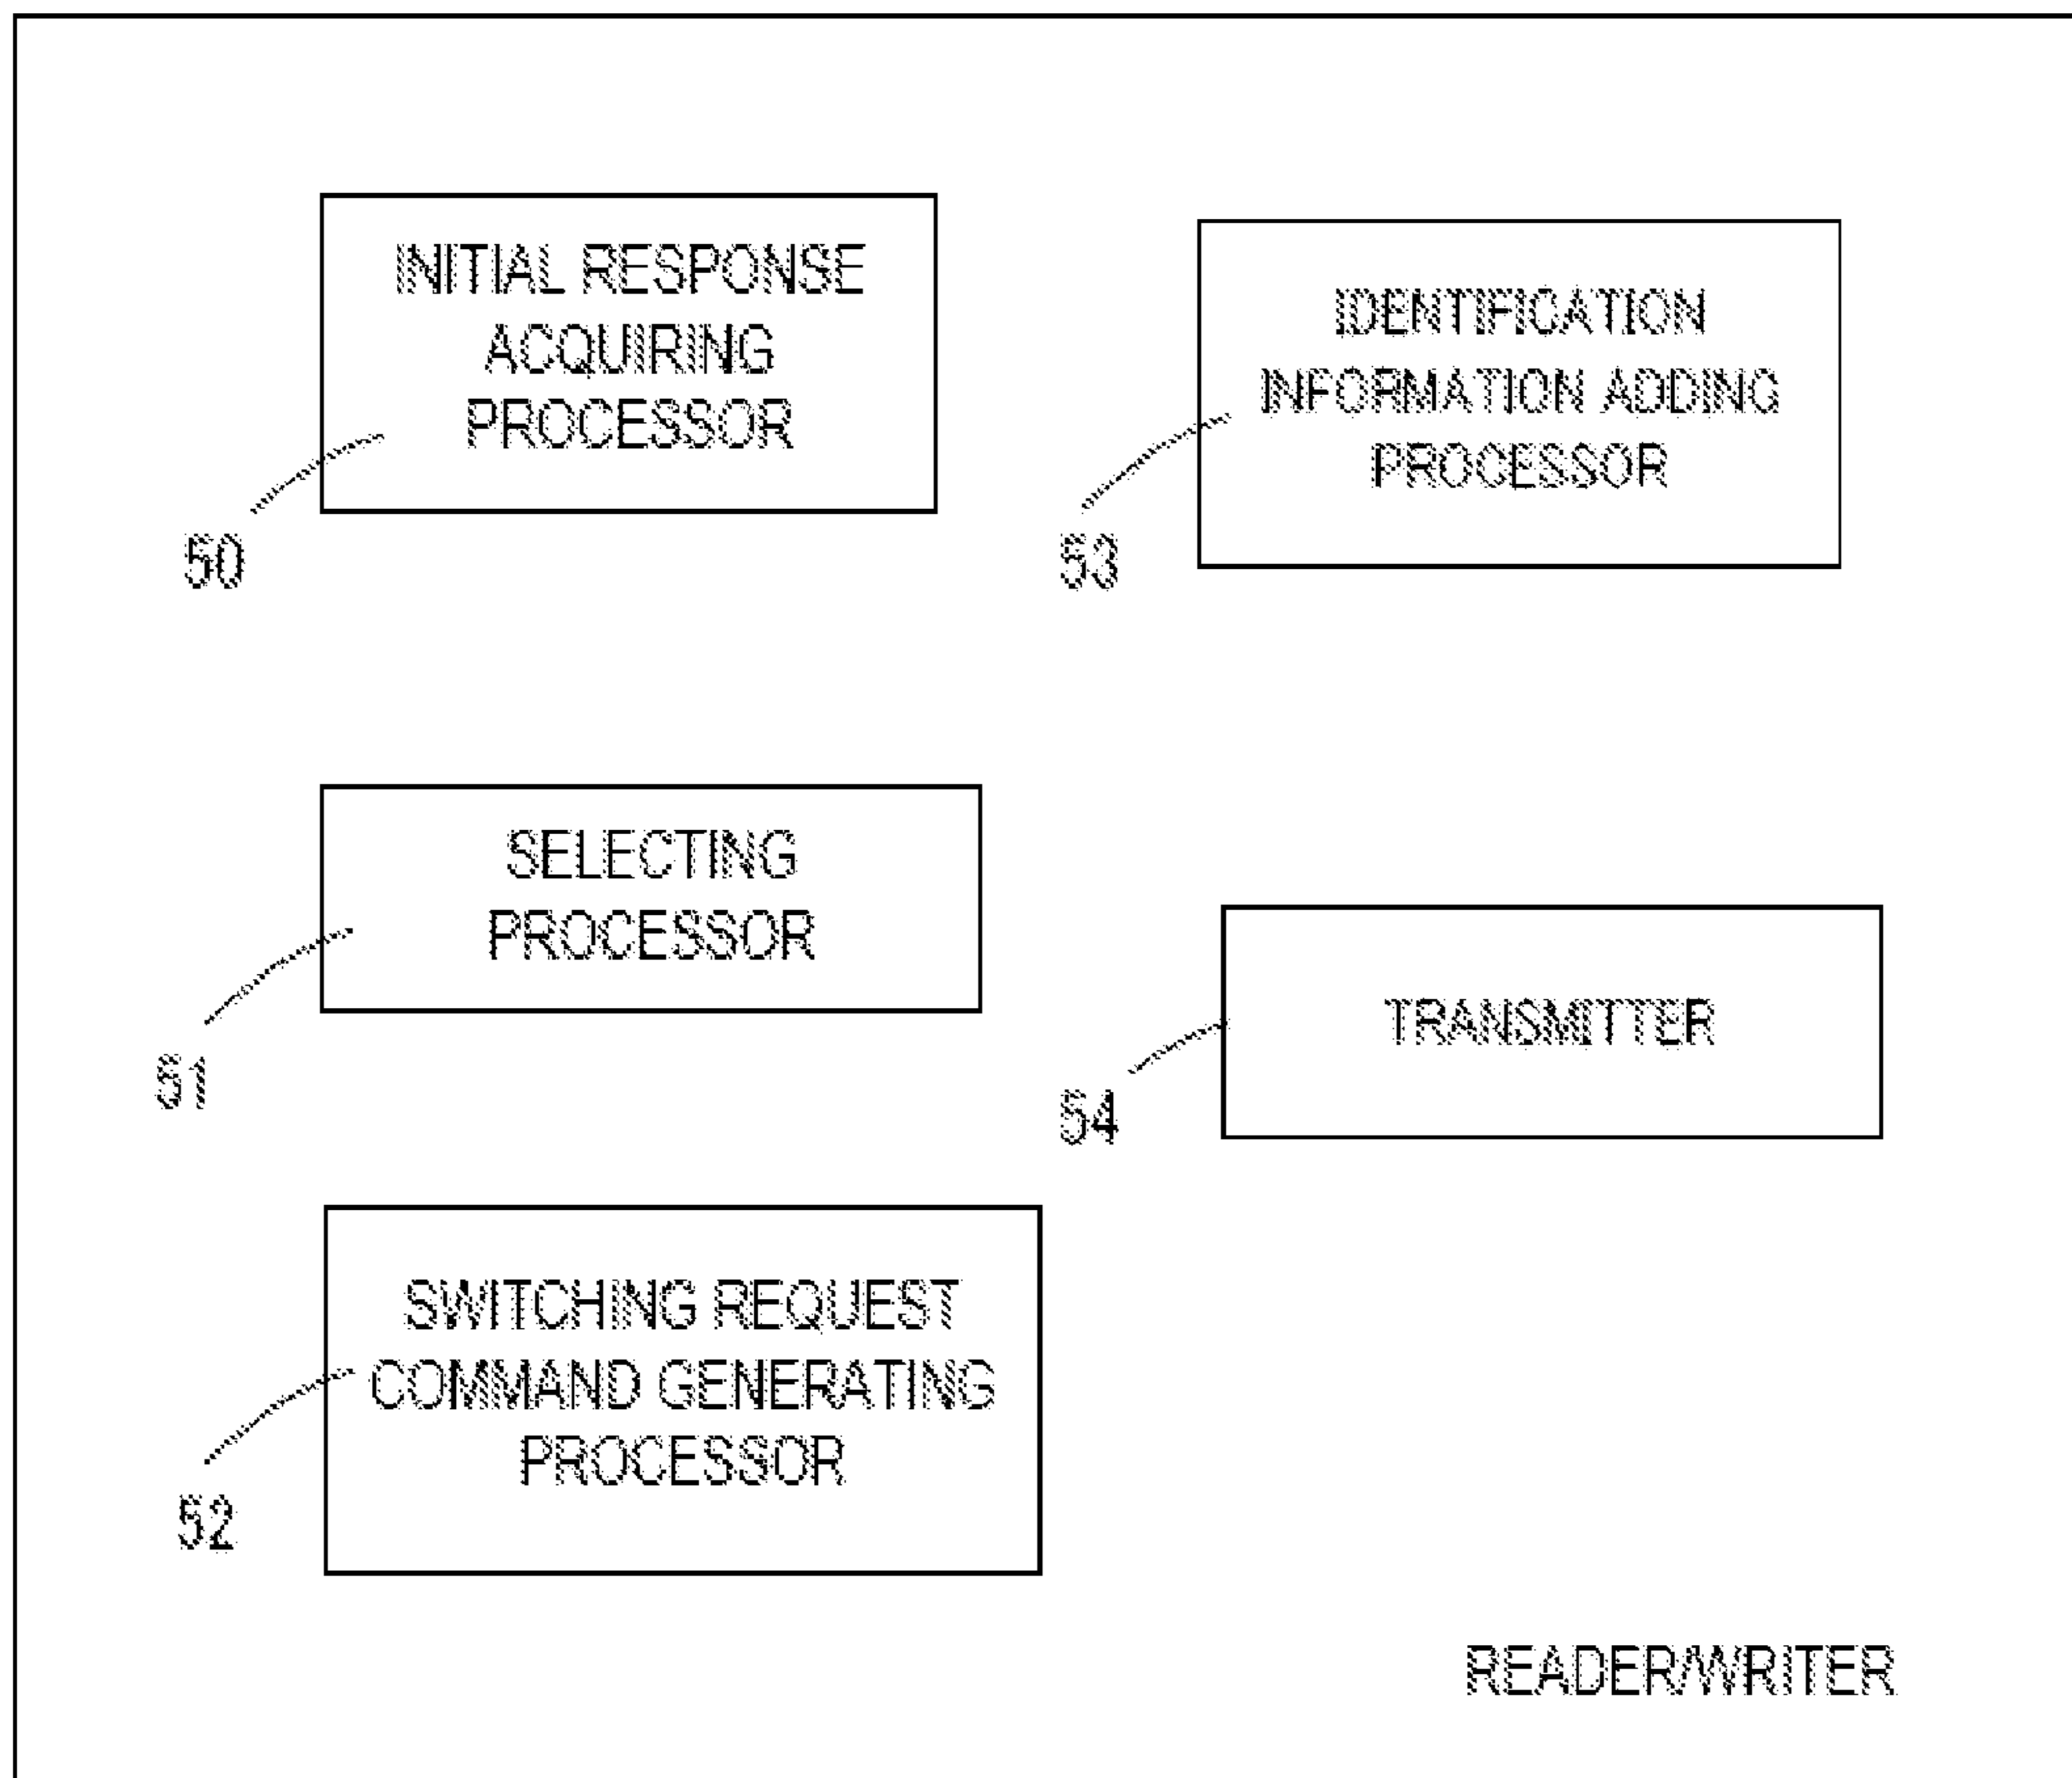 INITIAL RESPONSE
ACQUIRING
PROCESSOR
50
IDENTIFICATION
INFORMATION ADDING
PROCESSOR
53
SELECTING
PROCESSOR
51
TRANSMITTER
54
SWITCHING REQUEST
COMMAND GENERATING
PROCESSOR
52
READER/WRITER